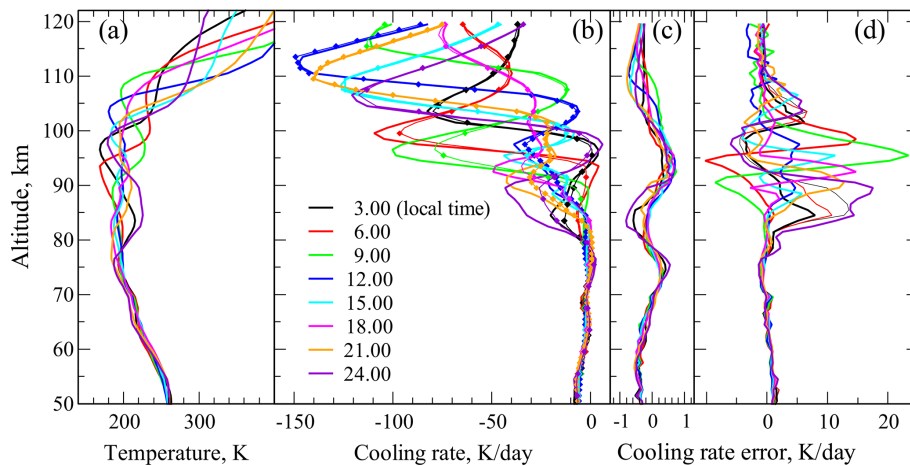 (a)
(b)
(c)
(d)
120
110
100
90
80
70
60
50
Altitude, km
3.00 (local time)
6.00
9.00
12.00
15.00
18.00
21.00
24.00
200 300 -150 -100 -50 0 -1 0 1 0 10 20
Temperature, K Cooling rate, K/day Cooling rate error, K/day